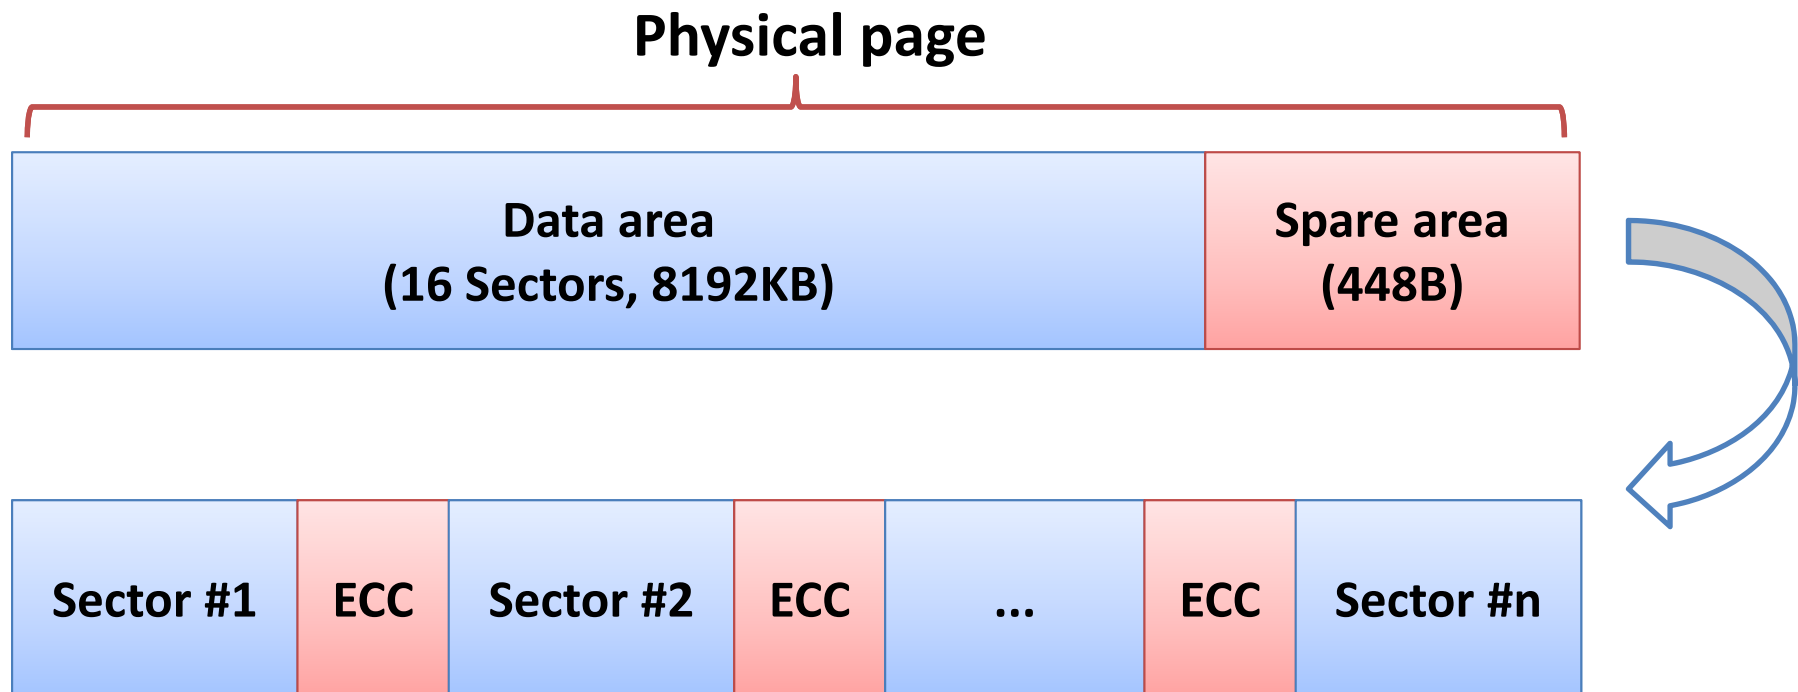 Physical page
Data area
(16 Sectors, 8192KB)
Spare area
(448B)
Sector #1
ECC
Sector #2
ECC
...
ECC
Sector #n